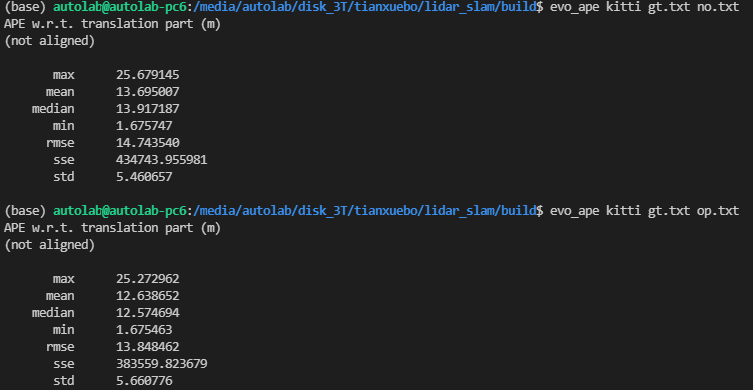 (base) autolab@autolab-pc6:/media/autolab/disk_3T/tianxuebo/lidar_slam/build$ evo_ape kitti gt.txt no.txt
APE w.r.t. translation part (m)
(not aligned)
max 25.679145
mean 13.695007
median 13.917187
min 1.675747
rmse 14.743540
sse 434743.955981
std 5.460657
(base) autolab@autolab-pc6:/media/autolab/disk_3T/tianxuebo/lidar_slam/build$ evo_ape kitti gt.txt op.txt
APE w.r.t. translation part (m)
(not aligned)
max 25.272962
mean 12.638652
median 12.574694
min 1.675463
rmse 13.848462
sse 383559.823679
std 5.660776